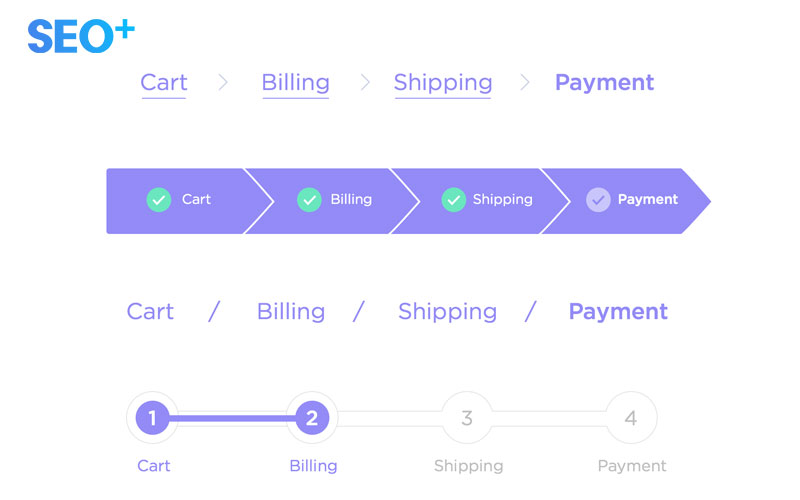 SEO+
Cart > Billing > Shipping > Payment
Cart Billing Shipping Payment
Cart / Billing / Shipping / Payment
1 2 3 4
Cart Billing Shipping Payment